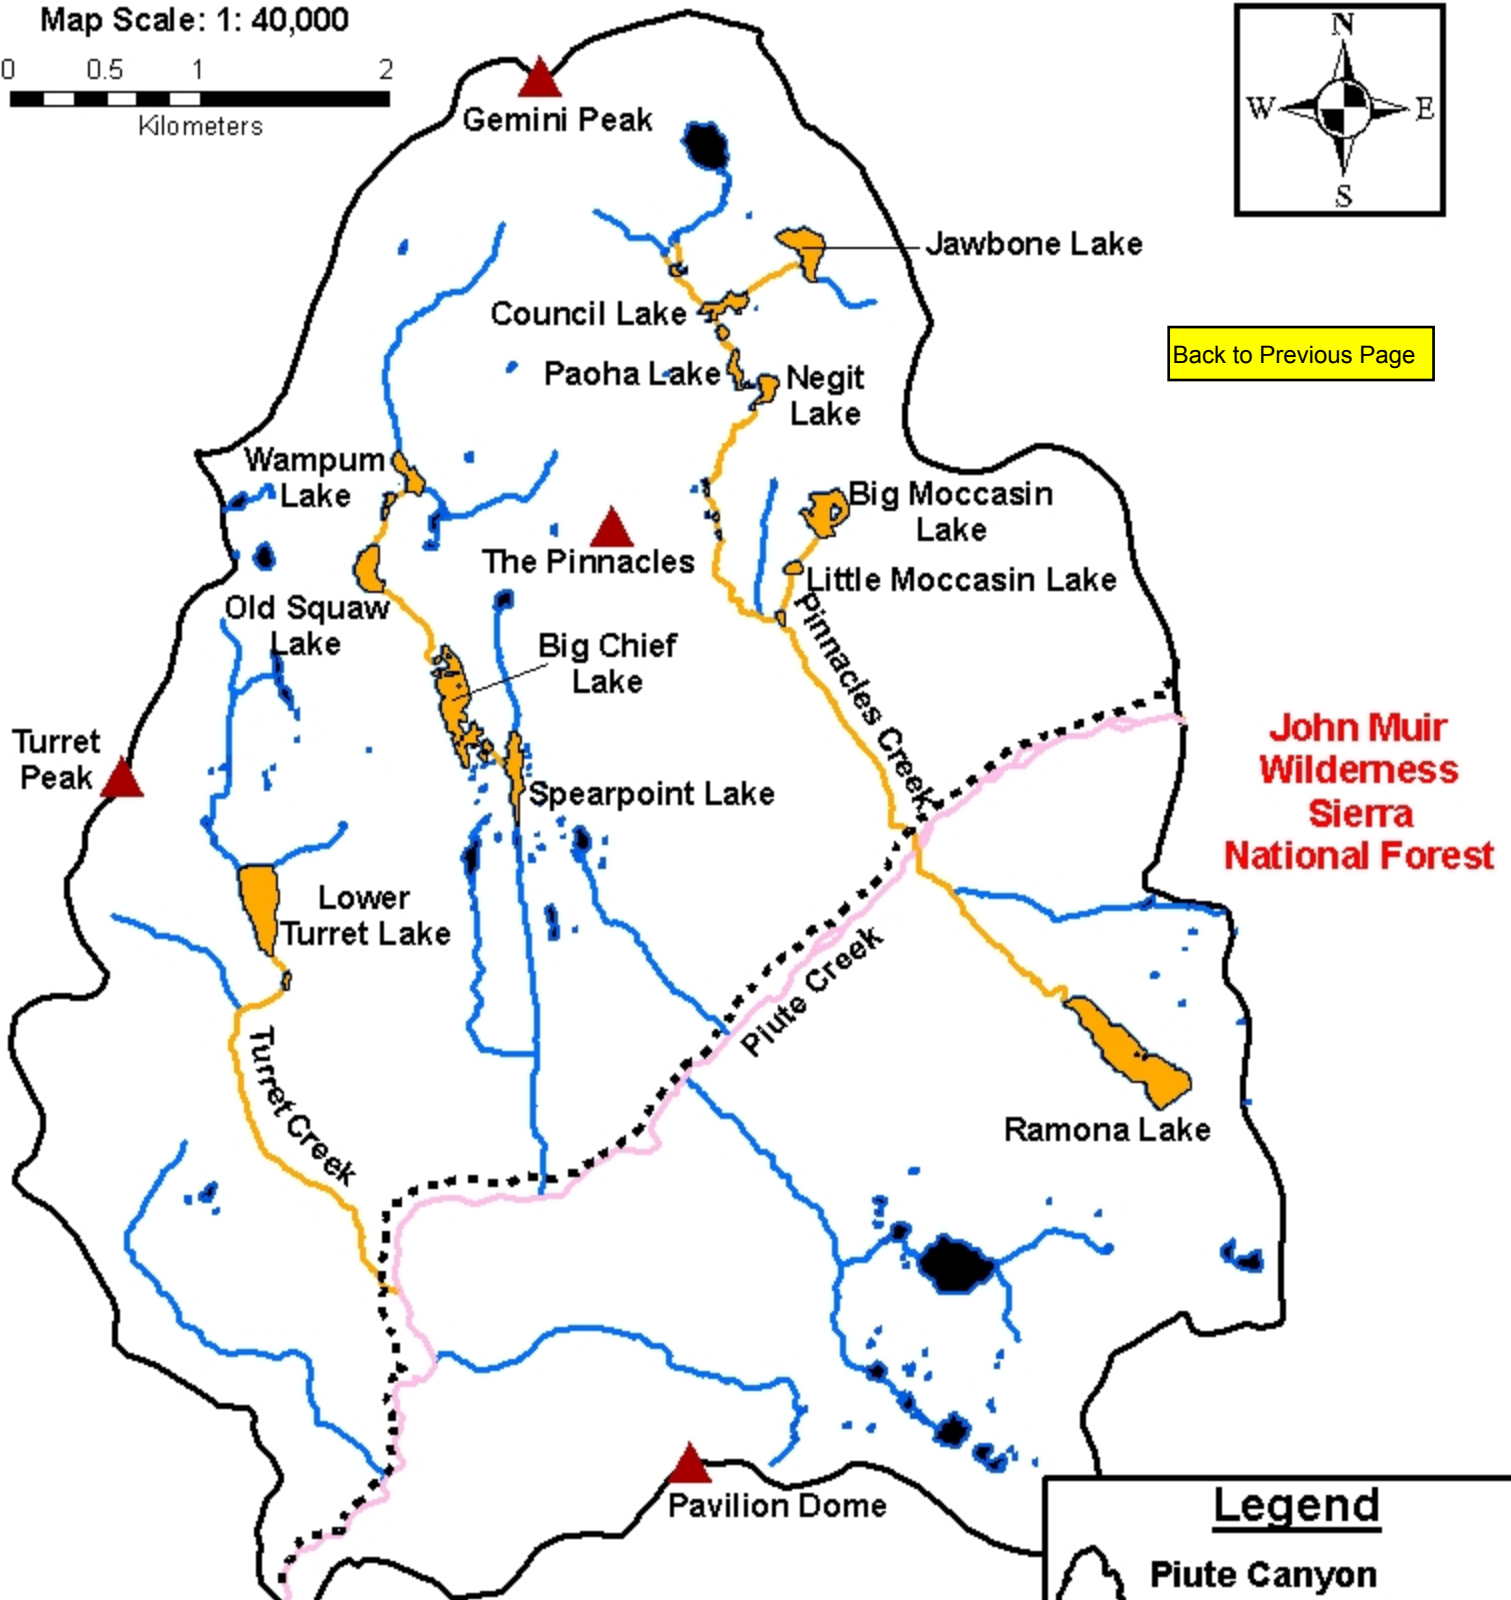 Map Scale: 1: 40,000
0 0.5 1 2
Kilometers
N
W E
S
Gemini Peak
Jawbone Lake
Council Lake
Back to Previous Page
Paoha Lake
Negit
Lake
Wampum
Lake
Big Moccasin
Lake
The Pinnacles
Little Moccasin Lake
Old Squaw
Lake
Big Chief
Lake
Pinnacles Creek
Turret
Peak
John Muir
Wilderness
Sierra
National Forest
Spearpoint Lake
Lower
Turret Lake
Piute Creek
Turret Creek
Ramona Lake
Pavilion Dome
Legend
Piute Canyon